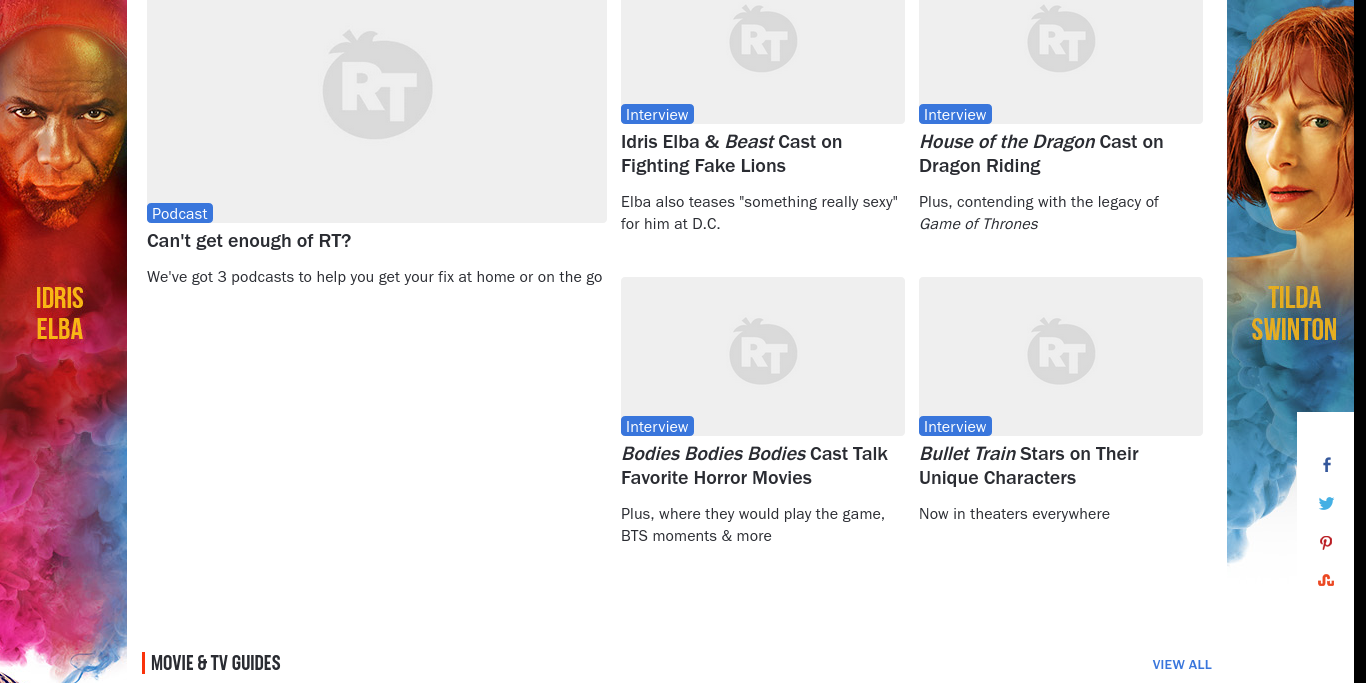 RT
Podcast
Can't get enough of RT?
We've got 3 podcasts to help you get your fix at home or on the go
RT
Interview
Idris Elba & Beast Cast on
Fighting Fake Lions
Elba also teases "something really sexy"
for him at D.C.
RT
Interview
House of the Dragon Cast on
Dragon Riding
Plus, contending with the legacy of
Game of Thrones
RT
Interview
Bodies Bodies Bodies Cast Talk
Favorite Horror Movies
Plus, where they would play the game,
BTS moments & more
RT
Interview
Bullet Train Stars on Their
Unique Characters
Now in theaters everywhere
IDRIS
ELBA
TILDA
SWINTON
MOVIE & TV GUIDES
VIEW ALL